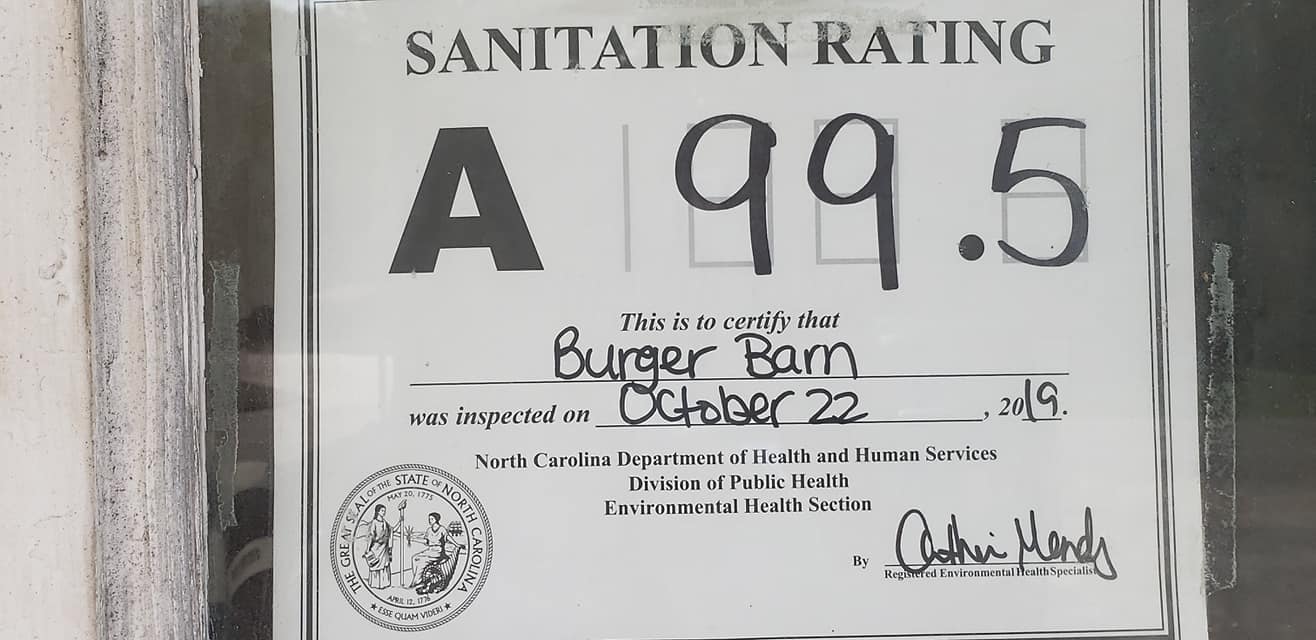 SANITATION RATING
A 99.5
This is to certify that
Burger Barn
was inspected on October 22, 2019.
North Carolina Department of Health and Human Services
Division of Public Health
Environmental Health Section
THE GREAT SEAL OF THE STATE OF NORTH CAROLINA
MAY 20, 1775
APRIL 12, 1776
★ ESSE QUAM VIDERI ★
By
Registered Environmental Health Specialist